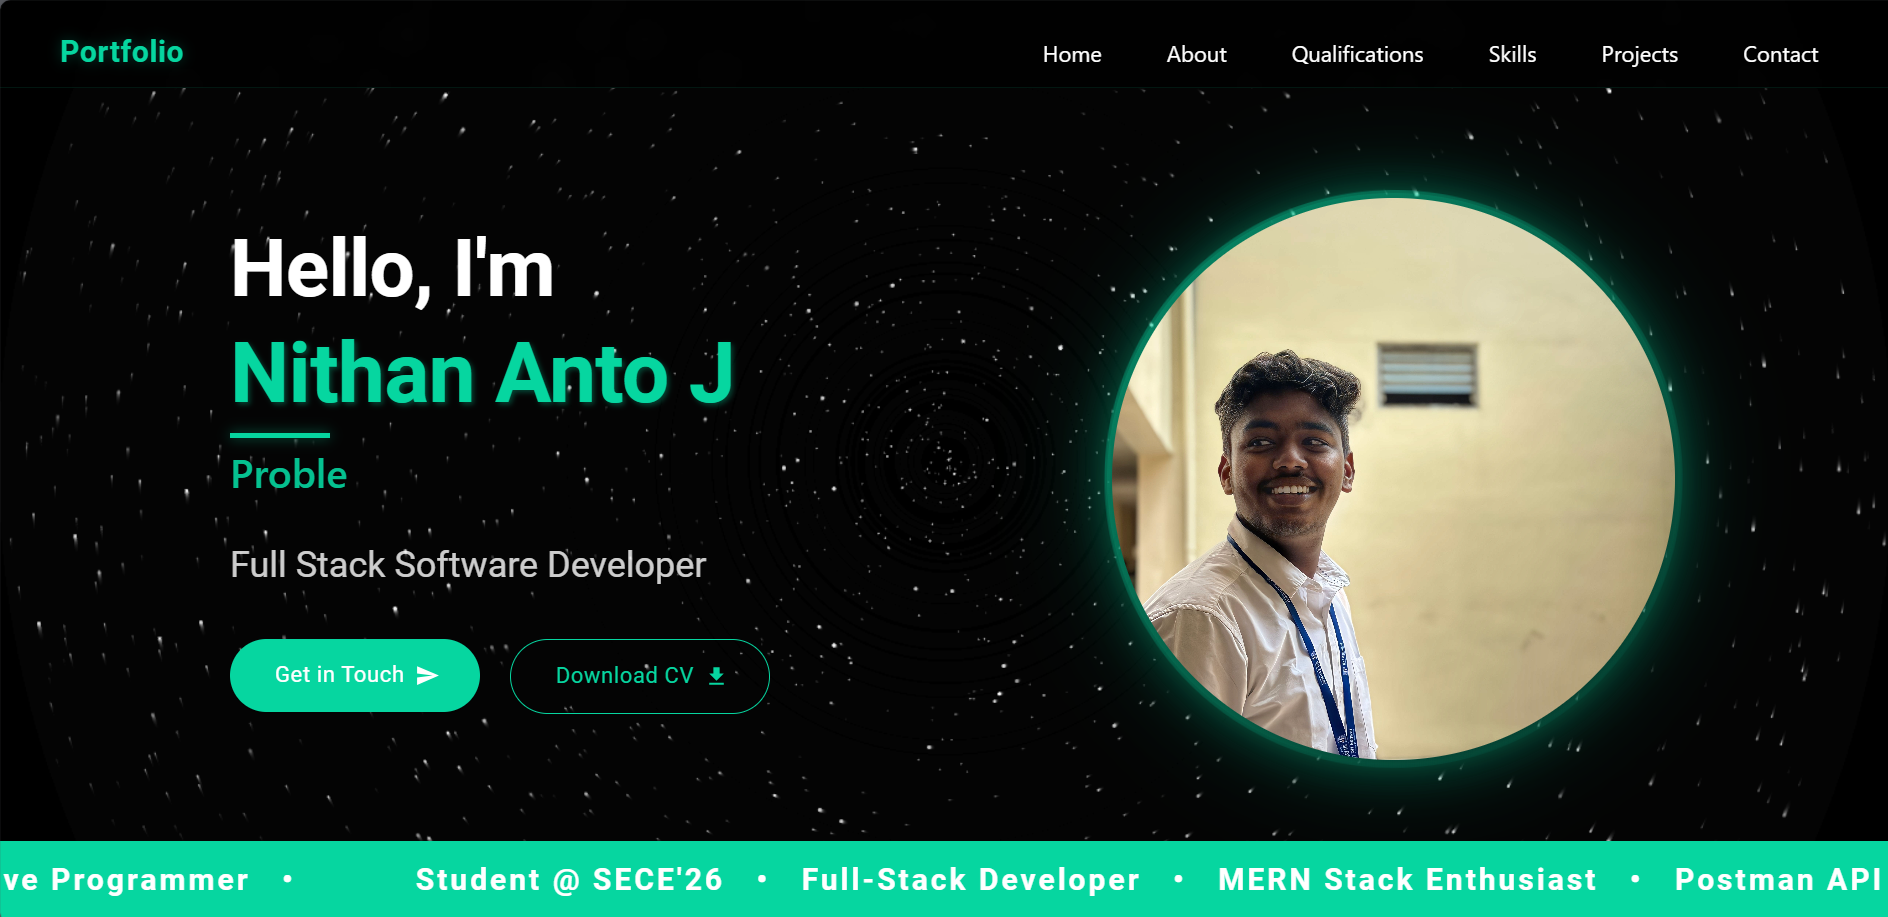 Portfolio
Home About Qualifications Skills Projects Contact
Hello, I'm
Nithan Anto J
Proble
Full Stack Software Developer
Get in Touch
Download CV
ve Programmer • Student @ SECE'26 • Full-Stack Developer • MERN Stack Enthusiast • Postman API